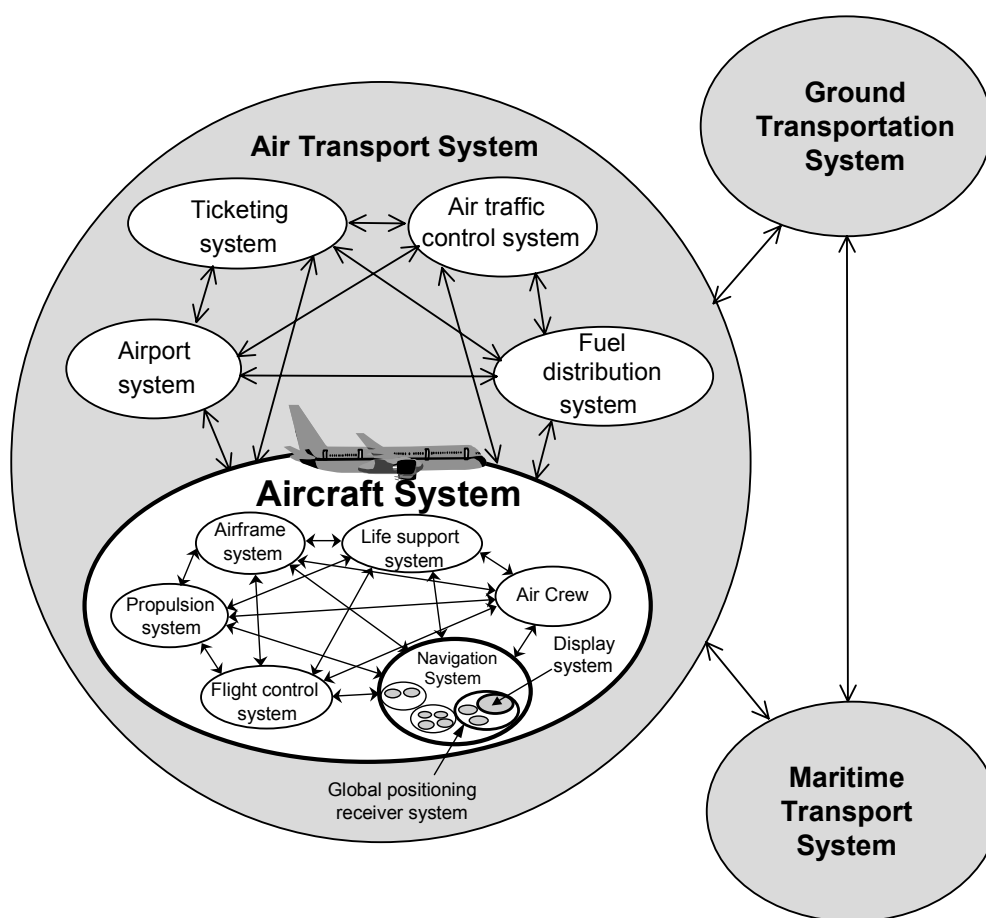 Ground
Transportation
System
Air Transport System
Ticketing
system
Air traffic
control system
Airport
system
Fuel
distribution
system
Aircraft System
Airframe
system
Life support
system
Propulsion
system
Air Crew
Display
system
Navigation
System
Flight control
system
Global positioning
receiver system
Maritime
Transport
System